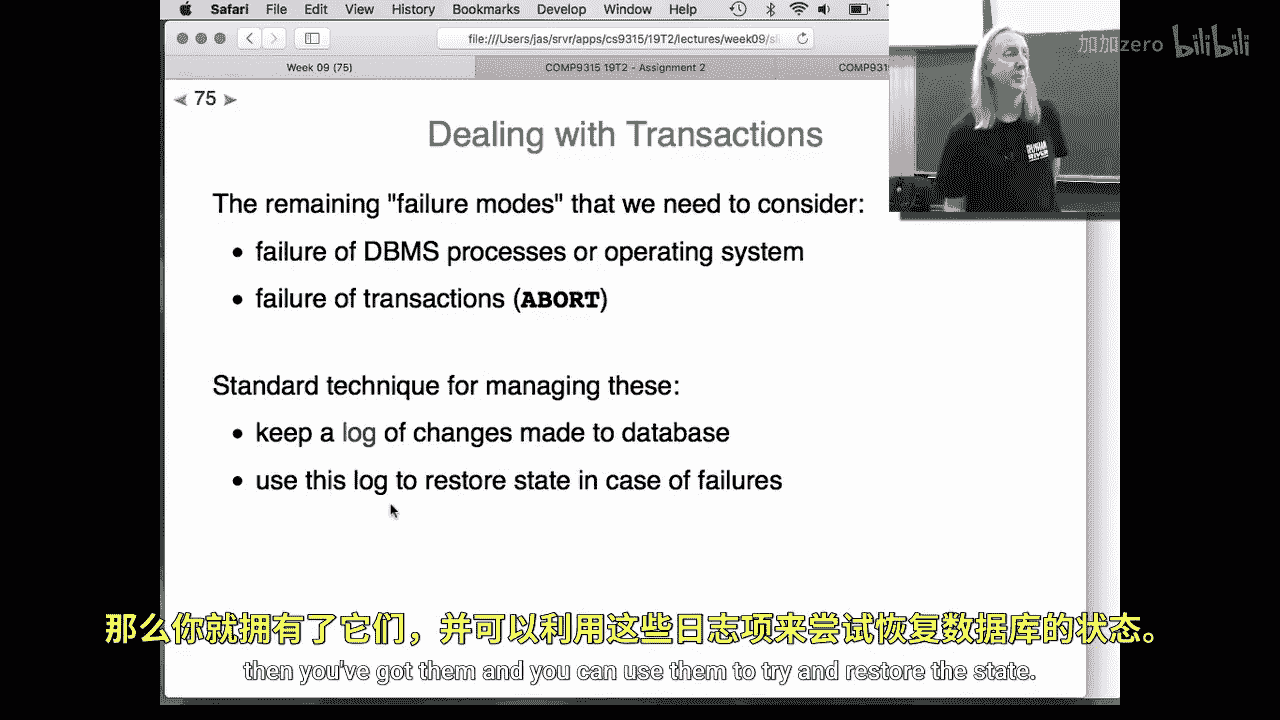 Safari File Edit View History Bookmarks Develop Window Help
file:///Users/jas/srvr/apps/cs9315/19T2/lectures/week09/sli
Week 09 (75)
COMP9315 19T2 - Assignment 2
COMP931
加加zero bilibili
75
Dealing with Transactions
The remaining "failure modes" that we need to consider:
• failure of DBMS processes or operating system
• failure of transactions (ABORT)
Standard technique for managing these:
• keep a log of changes made to database
• use this log to restore state in case of failures
那么你就拥有了它们，并可以利用这些日志项来尝试恢复数据库的状态。
then you've got them and you can use them to try and restore the state.